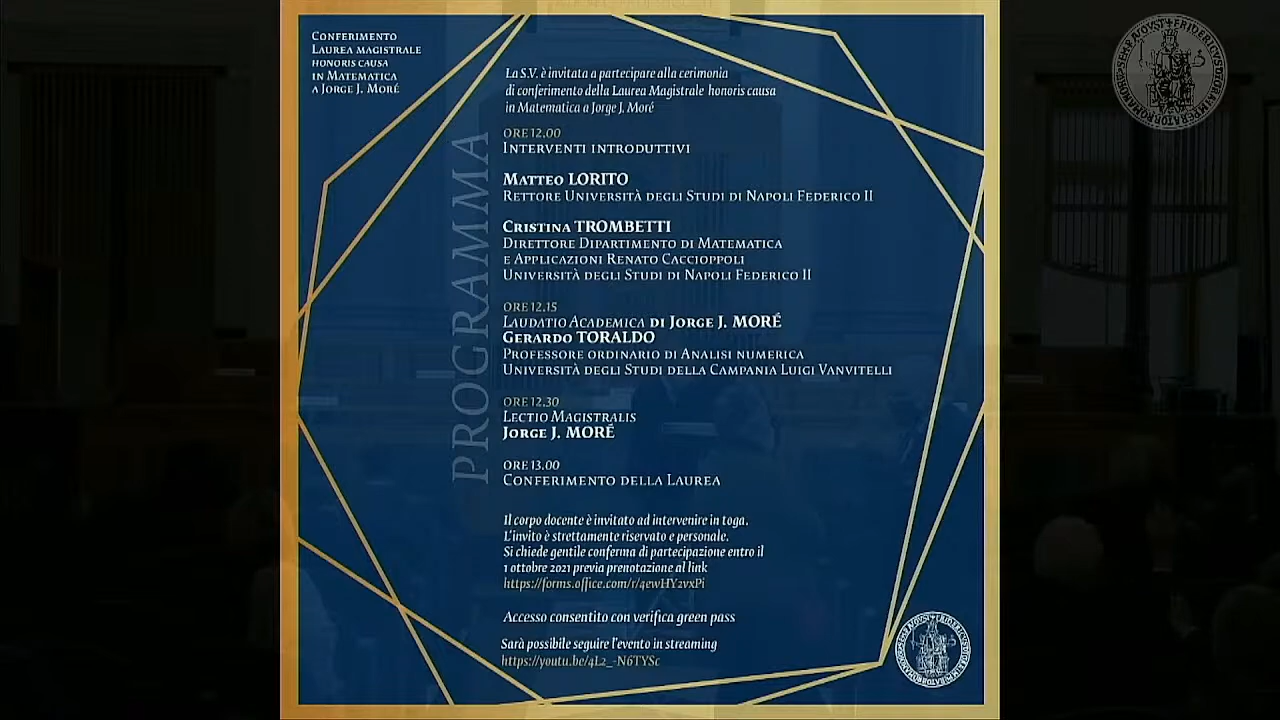 Conferimento
Laurea magistrale
honoris causa
in Matematica
a Jorge J. Moré
La S.V. è invitata a partecipare alla cerimonia
di conferimento della Laurea Magistrale honoris causa
in Matematica a Jorge J. Moré
PROGRAMMA
ORE 12.00
Interventi introduttivi
Matteo LORITO
Rettore Università degli Studi di Napoli Federico II
Cristina TROMBETTI
Direttore Dipartimento di Matematica
e Applicazioni Renato Caccioppoli
Università degli Studi di Napoli Federico II
ORE 12.15
Laudatio Academica di Jorge J. MORÉ
Gerardo TORALDO
Professore ordinario di Analisi numerica
Università degli Studi della Campania Luigi Vanvitelli
ORE 12.30
Lectio Magistralis
Jorge J. MORÉ
ORE 13.00
Conferimento della Laurea
Il corpo docente è invitato ad intervenire in toga.
L'invito è strettamente riservato e personale.
Si chiede gentile conferma di partecipazione entro il
1 ottobre 2021 previa prenotazione al link
https://forms.office.com/r/4ewHY2vxPi
Accesso consentito con verifica green pass
Sarà possibile seguire l'evento in streaming
https://youtu.be/4L2_-N6TYSc